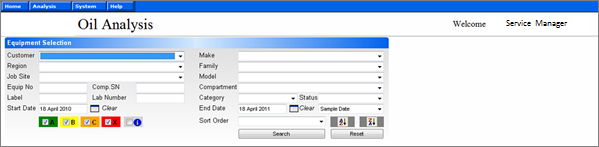 Home Analysis System Help
Oil Analysis Welcome Service Manager
Equipment Selection
Customer Make
Region Family
Job Site Model
Equip No Comp.SN Compartment
Label Lab Number Category Status
Start Date 18 April 2010 Clear End Date 18 April 2011 Clear Sample Date
A B C X Sort Order
Search Reset